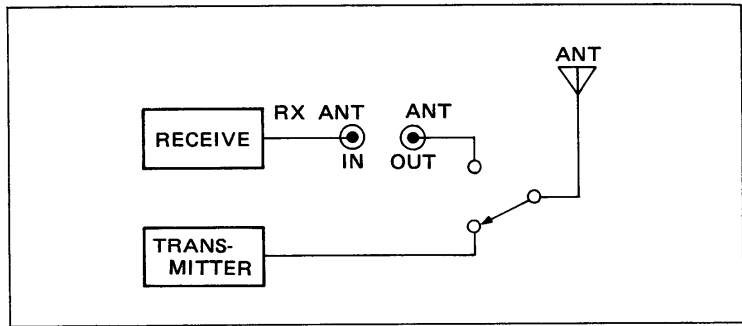 ANT
RX ANT
ANT
RECEIVE
IN
OUT
TRANS-
MITTER